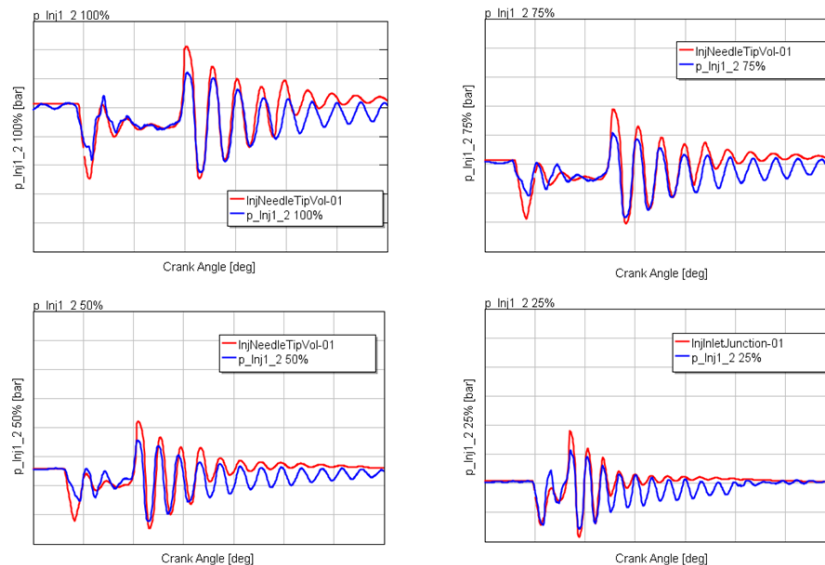 p_Inj1_2 100%
p_Inj1_2 100% [bar]
InjNeedleTipVol-01
p_Inj1_2 100%
Crank Angle [deg]
p_Inj1_2 75%
p_Inj1_2 75% [bar]
InjNeedleTipVol-01
p_Inj1_2 75%
Crank Angle [deg]
p_Inj1_2 50%
p_Inj1_2 50% [bar]
InjNeedleTipVol-01
p_Inj1_2 50%
Crank Angle [deg]
p_Inj1_2 25%
p_Inj1_2 25% [bar]
InjInletJunction-01
p_Inj1_2 25%
Crank Angle [deg]